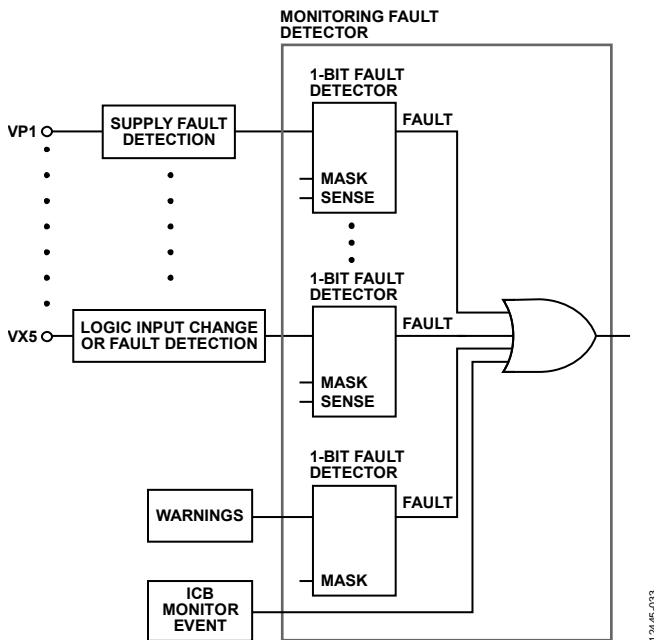 MONITORING FAULT
DETECTOR
1-BIT FAULT
DETECTOR
VP1
SUPPLY FAULT
DETECTION
FAULT
MASK
SENSE
1-BIT FAULT
DETECTOR
VX5
LOGIC INPUT CHANGE
OR FAULT DETECTION
FAULT
MASK
SENSE
1-BIT FAULT
DETECTOR
WARNINGS
FAULT
MASK
ICB
MONITOR
EVENT
12445-033